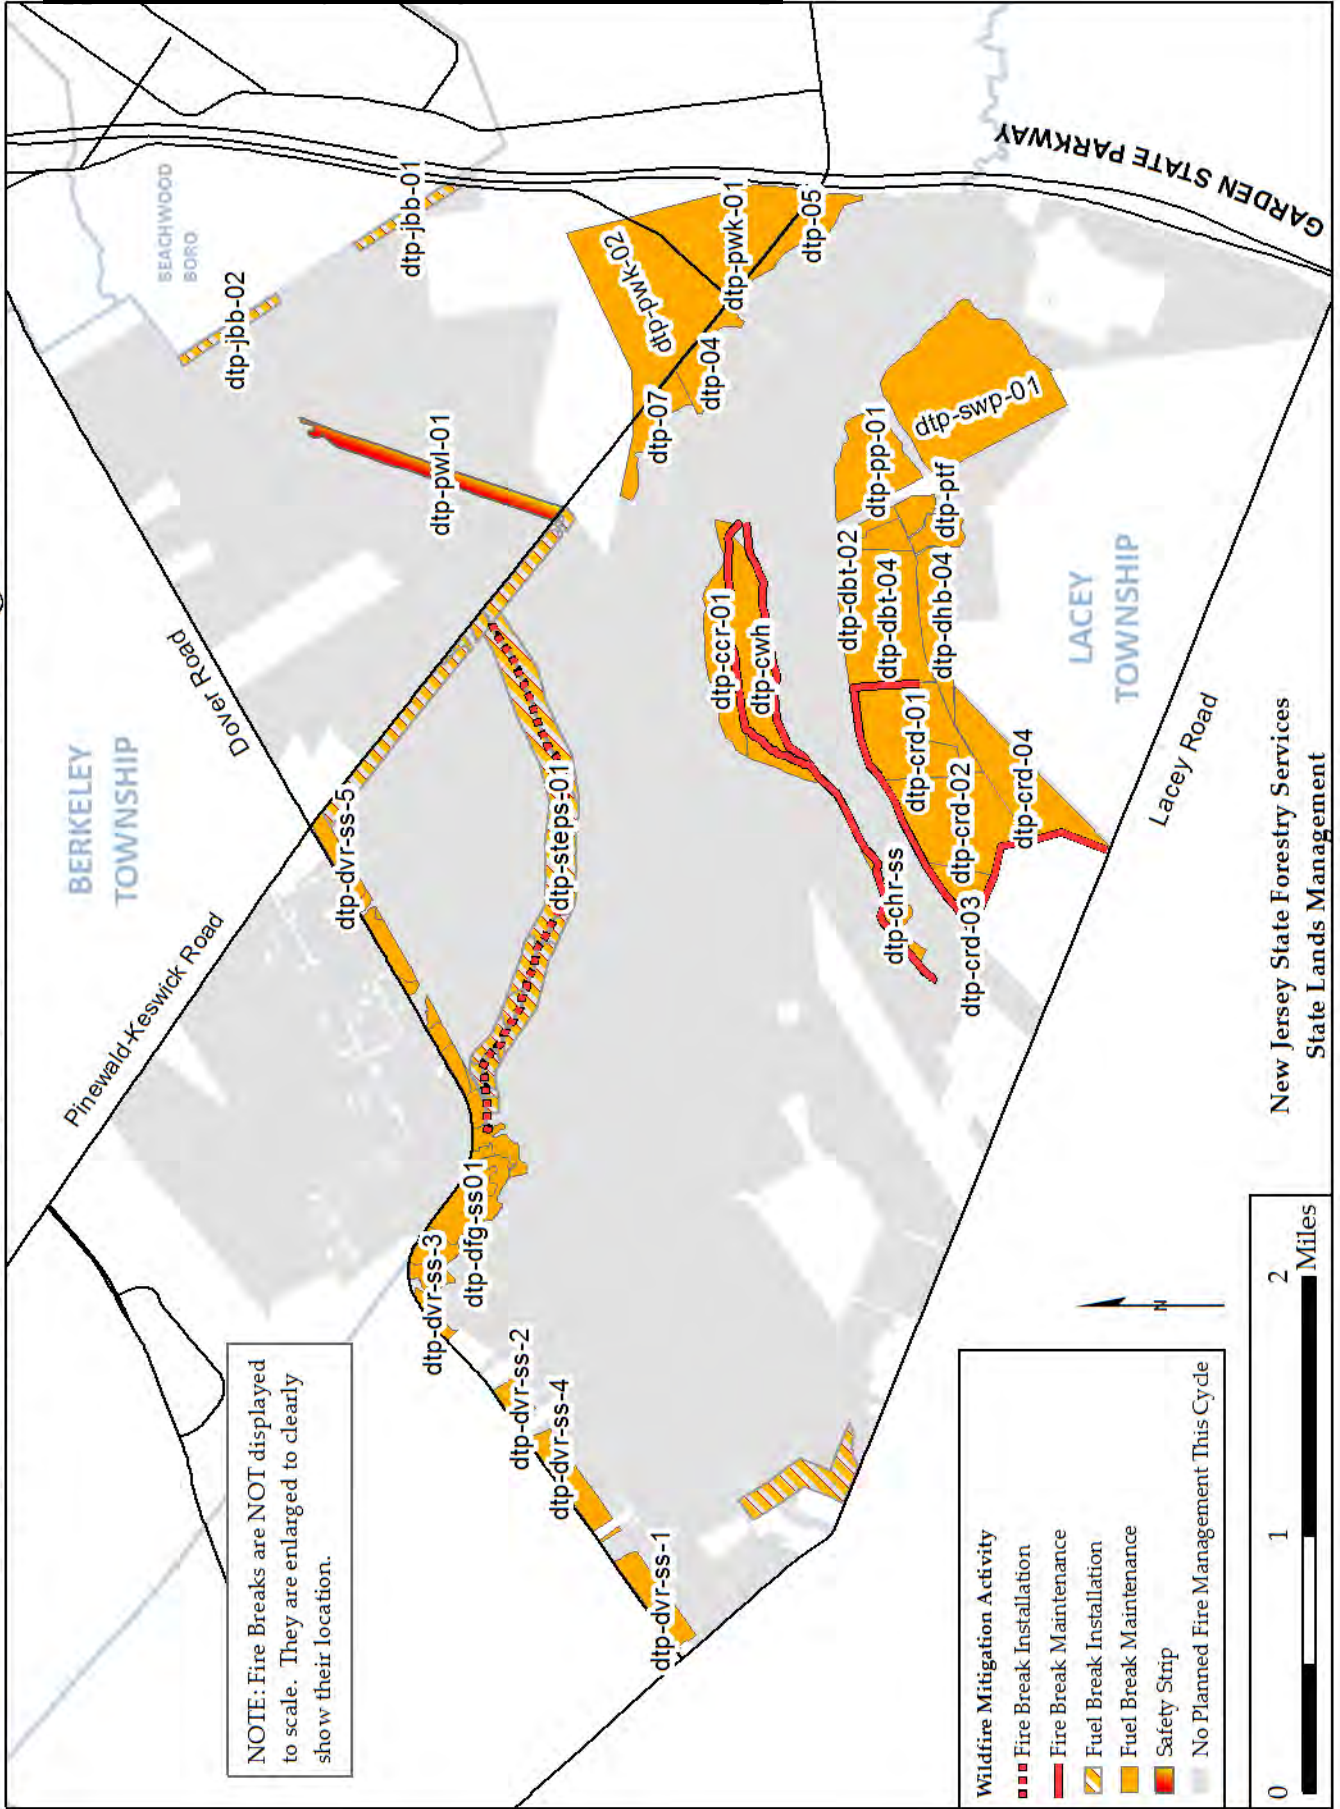 BERKELEY
TOWNSHIP
BEACHWOOD
BORO
LACEY
TOWNSHIP
Pinewald-Keswick Road
Dover Road
Lacey Road
GARDEN STATE PARKWAY
dtp-jbb-02
dtp-jbb-01
dtp-pwl-01
dtp-pwk-02
dtp-pwk-01
dtp-05
dtp-04
dtp-07
dtp-dvr-ss-5
dtp-steps-01
dtp-dvr-ss-3
dtp-dfg-ss01
dtp-dvr-ss-2
dtp-dvr-ss-4
dtp-dvr-ss-1
dtp-ccr-01
dtp-cwh
dtp-chr-ss
dtp-swp-01
dtp-pp-01
dtp-ptf
dtp-dbt-02
dtp-dbt-04
dtp-dhb-04
dtp-crd-01
dtp-crd-02
dtp-crd-04
dtp-crd-03
NOTE: Fire Breaks are NOT displayed
to scale. They are enlarged to clearly
show their location.
Wildfire Mitigation Activity
Fire Break Installation
Fire Break Maintenance
Fuel Break Installation
Fuel Break Maintenance
Safety Strip
No Planned Fire Management This Cycle
N
0 1 2
Miles
New Jersey State Forestry Services
State Lands Management